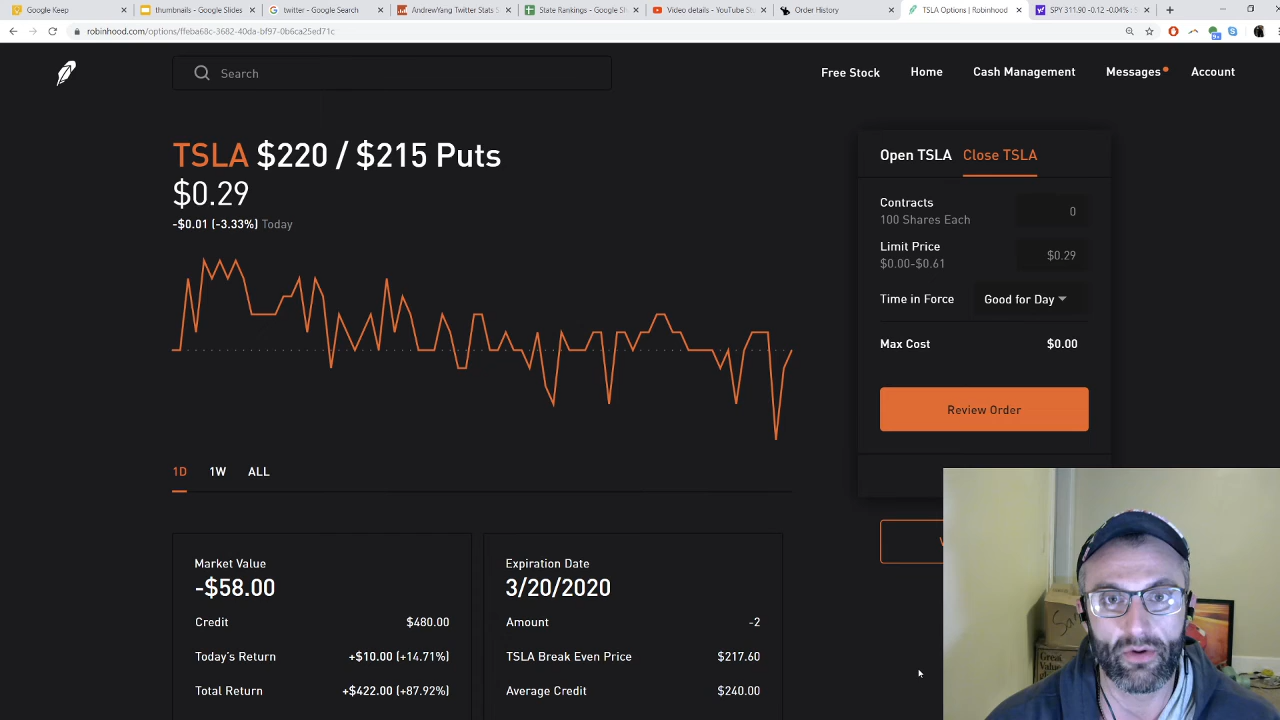 Google Keep
thumbnails - Google Slides
twitter - Google Search
AndrewYang Twitter Stats S
State Rankings - Google Sh
Video details - YouTube St
Order History
TSLA Options | Robinhood
SPY 311.90 -0.12 -0.04% : S
robinhood.com/options/ffeba68c-3682-40da-bf97-0b6ca25ed71c
9+
Search
Free Stock
Home
Cash Management
Messages
Account
TSLA $220 / $215 Puts
$0.29
-$0.01 (-3.33%) Today
1D
1W
ALL
Open TSLA
Close TSLA
Contracts
0
100 Shares Each
Limit Price
$0.29
$0.00-$0.61
Time in Force
Good for Day
Max Cost
$0.00
Review Order
Market Value
-$58.00
Credit
$480.00
Today's Return
+$10.00 (+14.71%)
Total Return
+$422.00 (+87.92%)
Expiration Date
3/20/2020
Amount
-2
TSLA Break Even Price
$217.60
Average Credit
$240.00
Great
Value